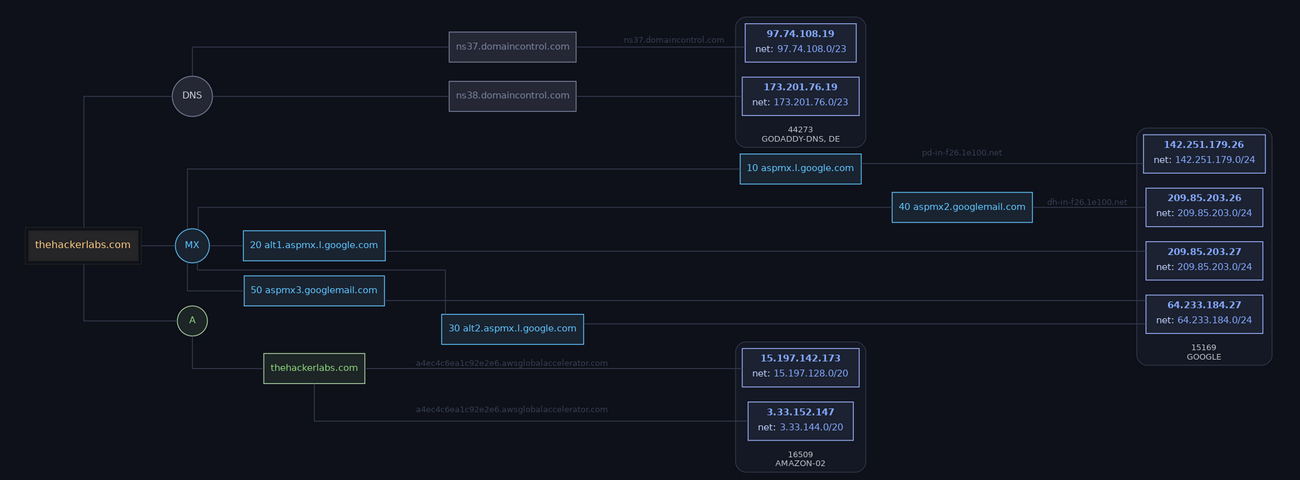 ns37.domaincontrol.com
ns37.domaincontrol.com
97.74.108.19
net: 97.74.108.0/23
DNS
ns38.domaincontrol.com
173.201.76.19
net: 173.201.76.0/23
44273
GODADDY-DNS, DE
10 aspmx.l.google.com
pd-in-f26.1e100.net
142.251.179.26
net: 142.251.179.0/24
40 aspmx2.googlemail.com
dh-in-f26.1e100.net
209.85.203.26
net: 209.85.203.0/24
thehackerlabs.com
MX
20 alt1.aspmx.l.google.com
209.85.203.27
net: 209.85.203.0/24
50 aspmx3.googlemail.com
64.233.184.27
net: 64.233.184.0/24
A
30 alt2.aspmx.l.google.com
15169
GOOGLE
thehackerlabs.com
a4ec4c6ea1c92e2e6.awsglobalaccelerator.com
15.197.142.173
net: 15.197.128.0/20
a4ec4c6ea1c92e2e6.awsglobalaccelerator.com
3.33.152.147
net: 3.33.144.0/20
16509
AMAZON-02